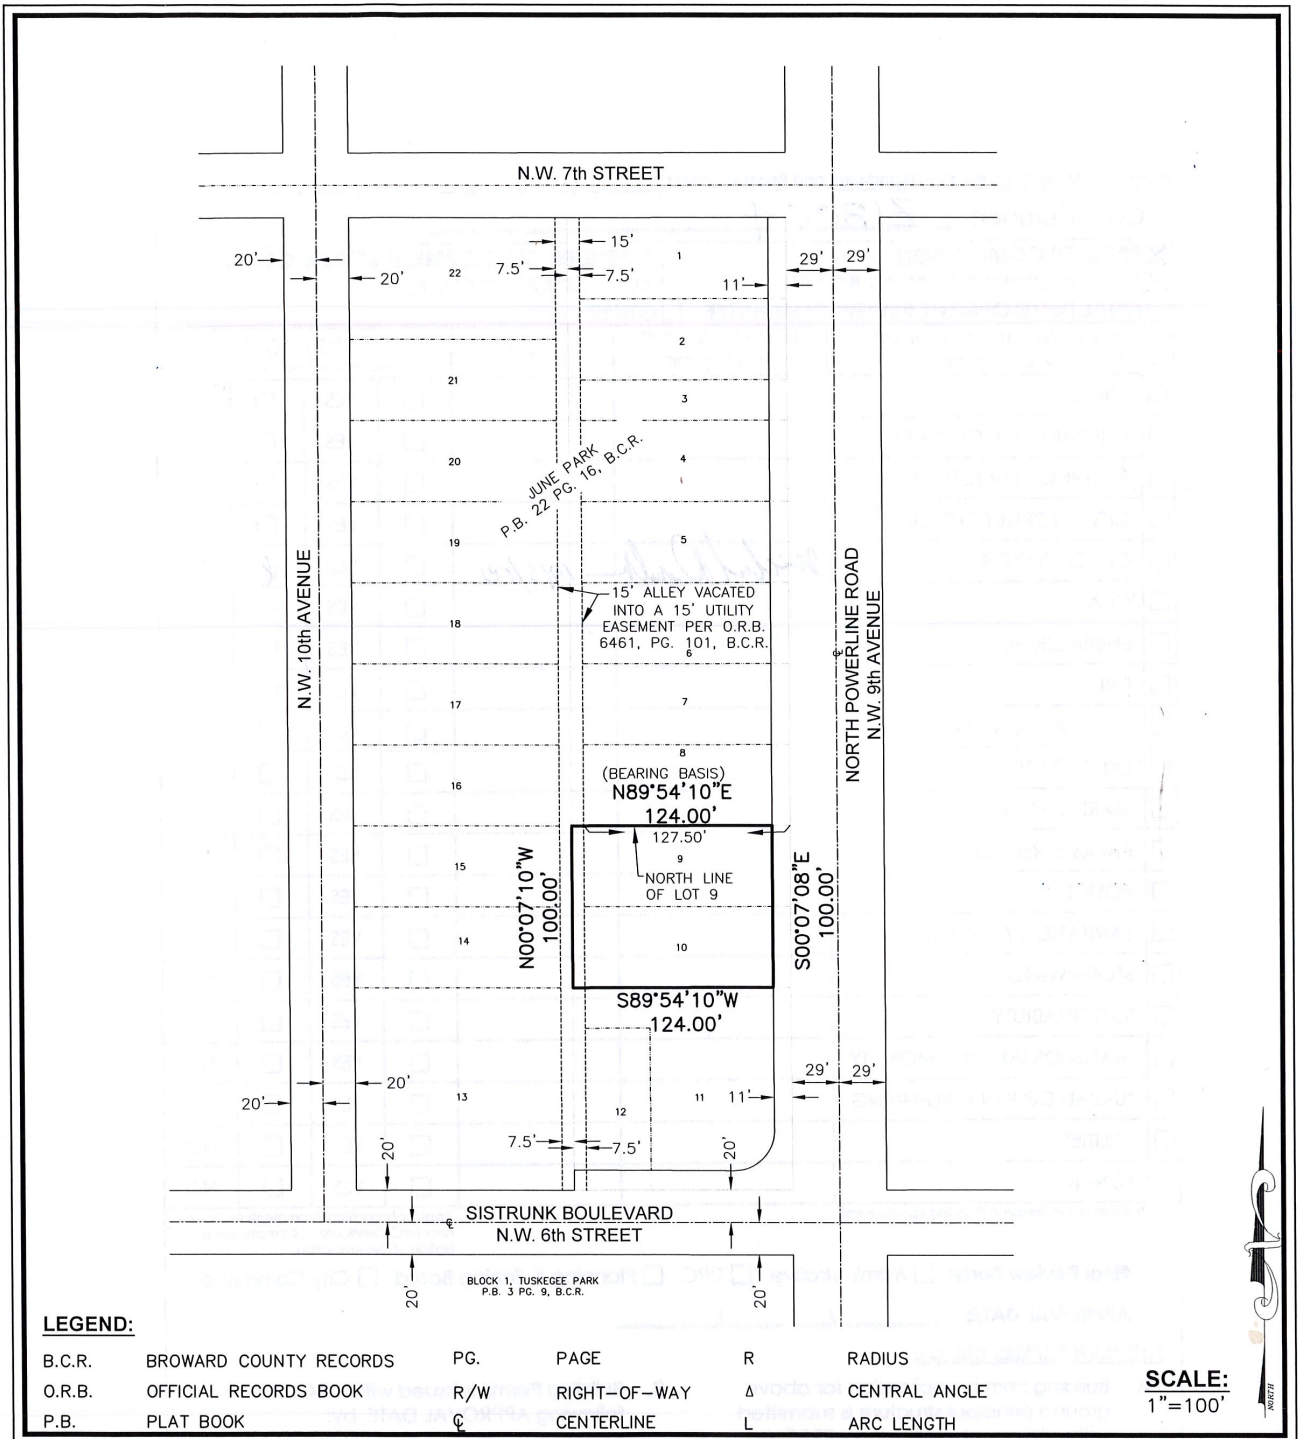 N.W. 7th STREET
20'
20'
22
7.5'
15'
7.5'
1
11'
29'
29'
2
21
3
JUNE PARK
P.B. 22 PG. 16, B.C.R.
20
4
19
5
N.W. 10th AVENUE
NORTH POWERLINE ROAD
N.W. 9th AVENUE
15' ALLEY VACATED
INTO A 15' UTILITY
EASEMENT PER O.R.B.
6461, PG. 101, B.C.R.
18
6
17
7
8
16
(BEARING BASIS)
N89°54'10"E
124.00'
127.50'
15
9
NORTH LINE
OF LOT 9
N00°07'10"W
100.00'
S00°07'08"E
100.00'
14
10
S89°54'10"W
124.00'
20'
20'
13
12
11
11'
29'
29'
7.5'
7.5'
20'
20'
SISTRUNK BOULEVARD
N.W. 6th STREET
BLOCK 1, TUSKEGEE PARK
P.B. 3 PG. 9, B.C.R.
20'
20'
LEGEND:
B.C.R. BROWARD COUNTY RECORDS PG. PAGE R RADIUS
O.R.B. OFFICIAL RECORDS BOOK R/W RIGHT-OF-WAY Δ CENTRAL ANGLE
P.B. PLAT BOOK ℄ CENTERLINE L ARC LENGTH
SCALE:
1"=100'
NORTH